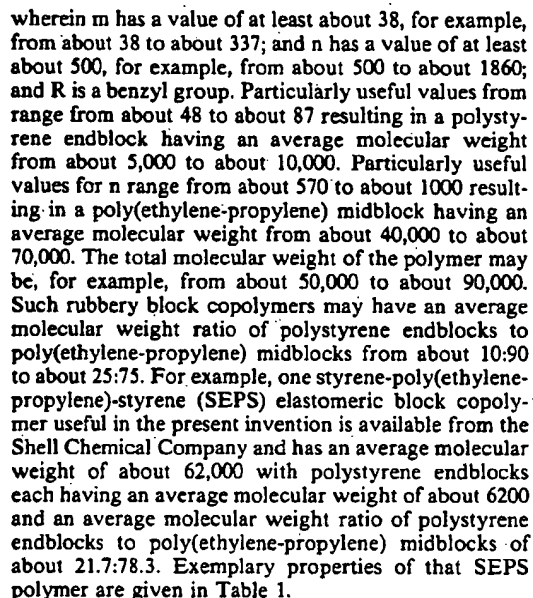 wherein m has a value of at least about 38, for example,
from about 38 to about 337; and n has a value of at least
about 500, for example, from about 500 to about 1860;
and R is a benzyl group. Particularly useful values from
range from about 48 to about 87 resulting in a polysty-
rene endblock having an average molecular weight
from about 5,000 to about 10,000. Particularly useful
values for n range from about 570 to about 1000 result-
ing in a poly(ethylene-propylene) midblock having an
average molecular weight from about 40,000 to about
70,000. The total molecular weight of the polymer may
be, for example, from about 50,000 to about 90,000.
Such rubbery block copolymers may have an average
molecular weight ratio of polystyrene endblocks to
poly(ethylene-propylene) midblocks from about 10:90
to about 25:75. For example, one styrene-poly(ethylene-
propylene)-styrene (SEPS) elastomeric block copoly-
mer useful in the present invention is available from the
Shell Chemical Company and has an average molecular
weight of about 62,000 with polystyrene endblocks
each having an average molecular weight of about 6200
and an average molecular weight ratio of polystyrene
endblocks to poly(ethylene-propylene) midblocks of
about 21.7:78.3. Exemplary properties of that SEPS
polymer are given in Table 1.